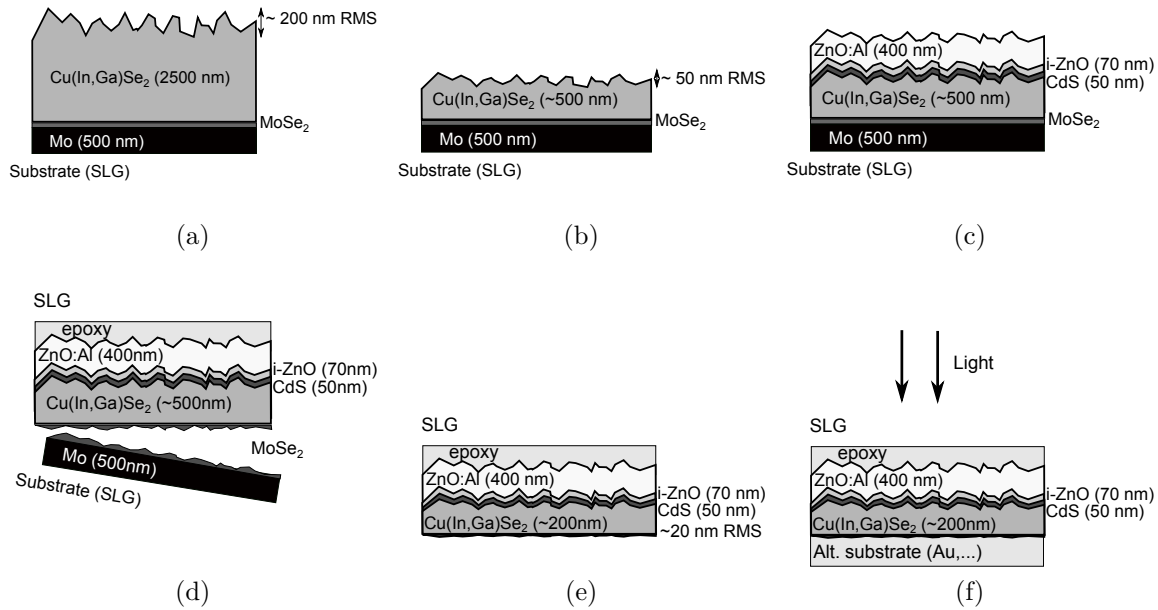 ~ 200 nm RMS
Cu(In,Ga)Se₂ (2500 nm)
MoSe₂
Mo (500 nm)
Substrate (SLG)
(a)
~ 50 nm RMS
Cu(In,Ga)Se₂ (~500 nm)
MoSe₂
Mo (500 nm)
Substrate (SLG)
(b)
ZnO:Al (400 nm)
i-ZnO (70 nm)
CdS (50 nm)
Cu(In,Ga)Se₂ (~500 nm)
MoSe₂
Mo (500 nm)
Substrate (SLG)
(c)
SLG
epoxy
ZnO:Al (400nm)
i-ZnO (70nm)
CdS (50nm)
Cu(In,Ga)Se₂ (~500nm)
MoSe₂
Mo (500nm)
Substrate (SLG)
(d)
SLG
epoxy
ZnO:Al (400 nm)
i-ZnO (70 nm)
CdS (50 nm)
Cu(In,Ga)Se₂ (~200nm)
~20 nm RMS
(e)
Light
SLG
epoxy
ZnO:Al (400 nm)
i-ZnO (70 nm)
CdS (50 nm)
Cu(In,Ga)Se₂ (~200nm)
Alt. substrate (Au,...)
(f)